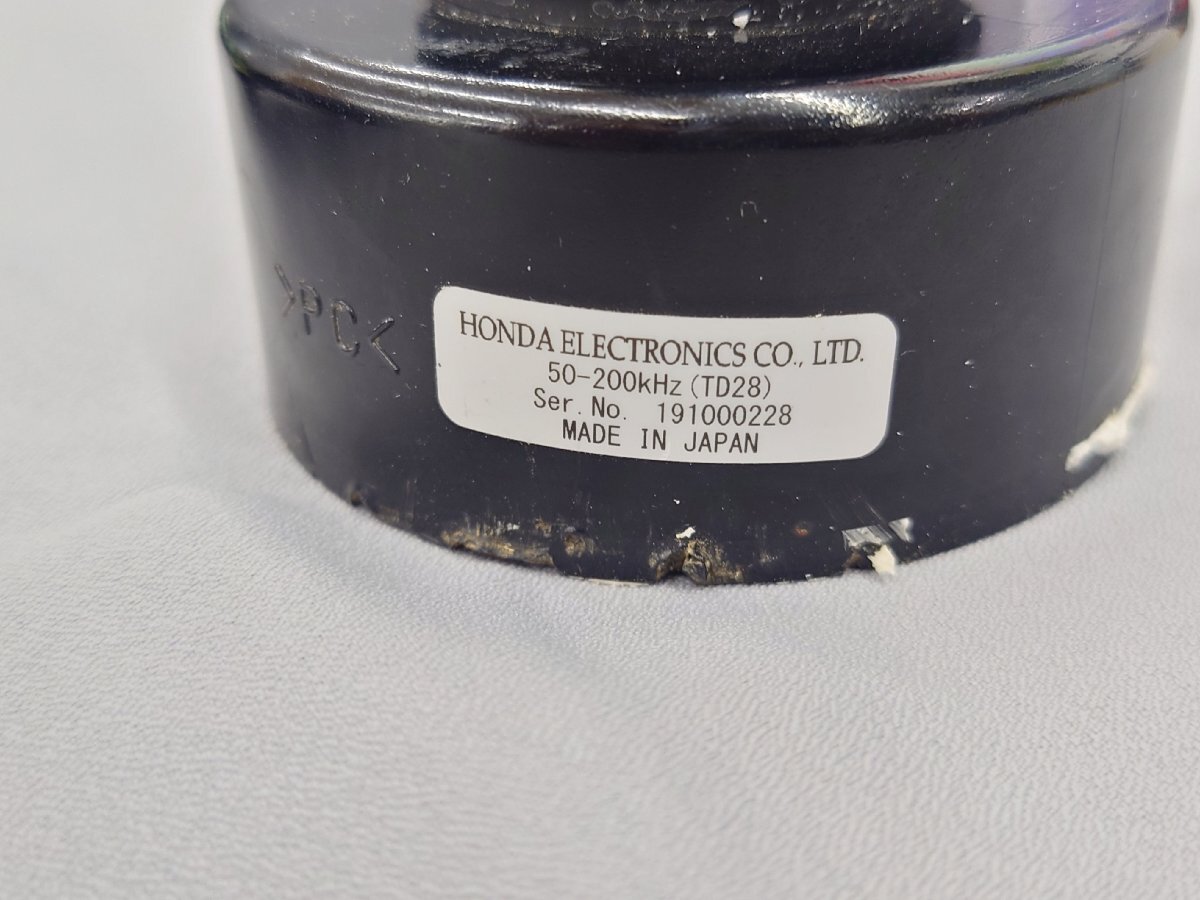 >PC<
HONDA ELECTRONICS CO., LTD.
50-200kHz (TD28)
Ser. No. 191000228
MADE IN JAPAN